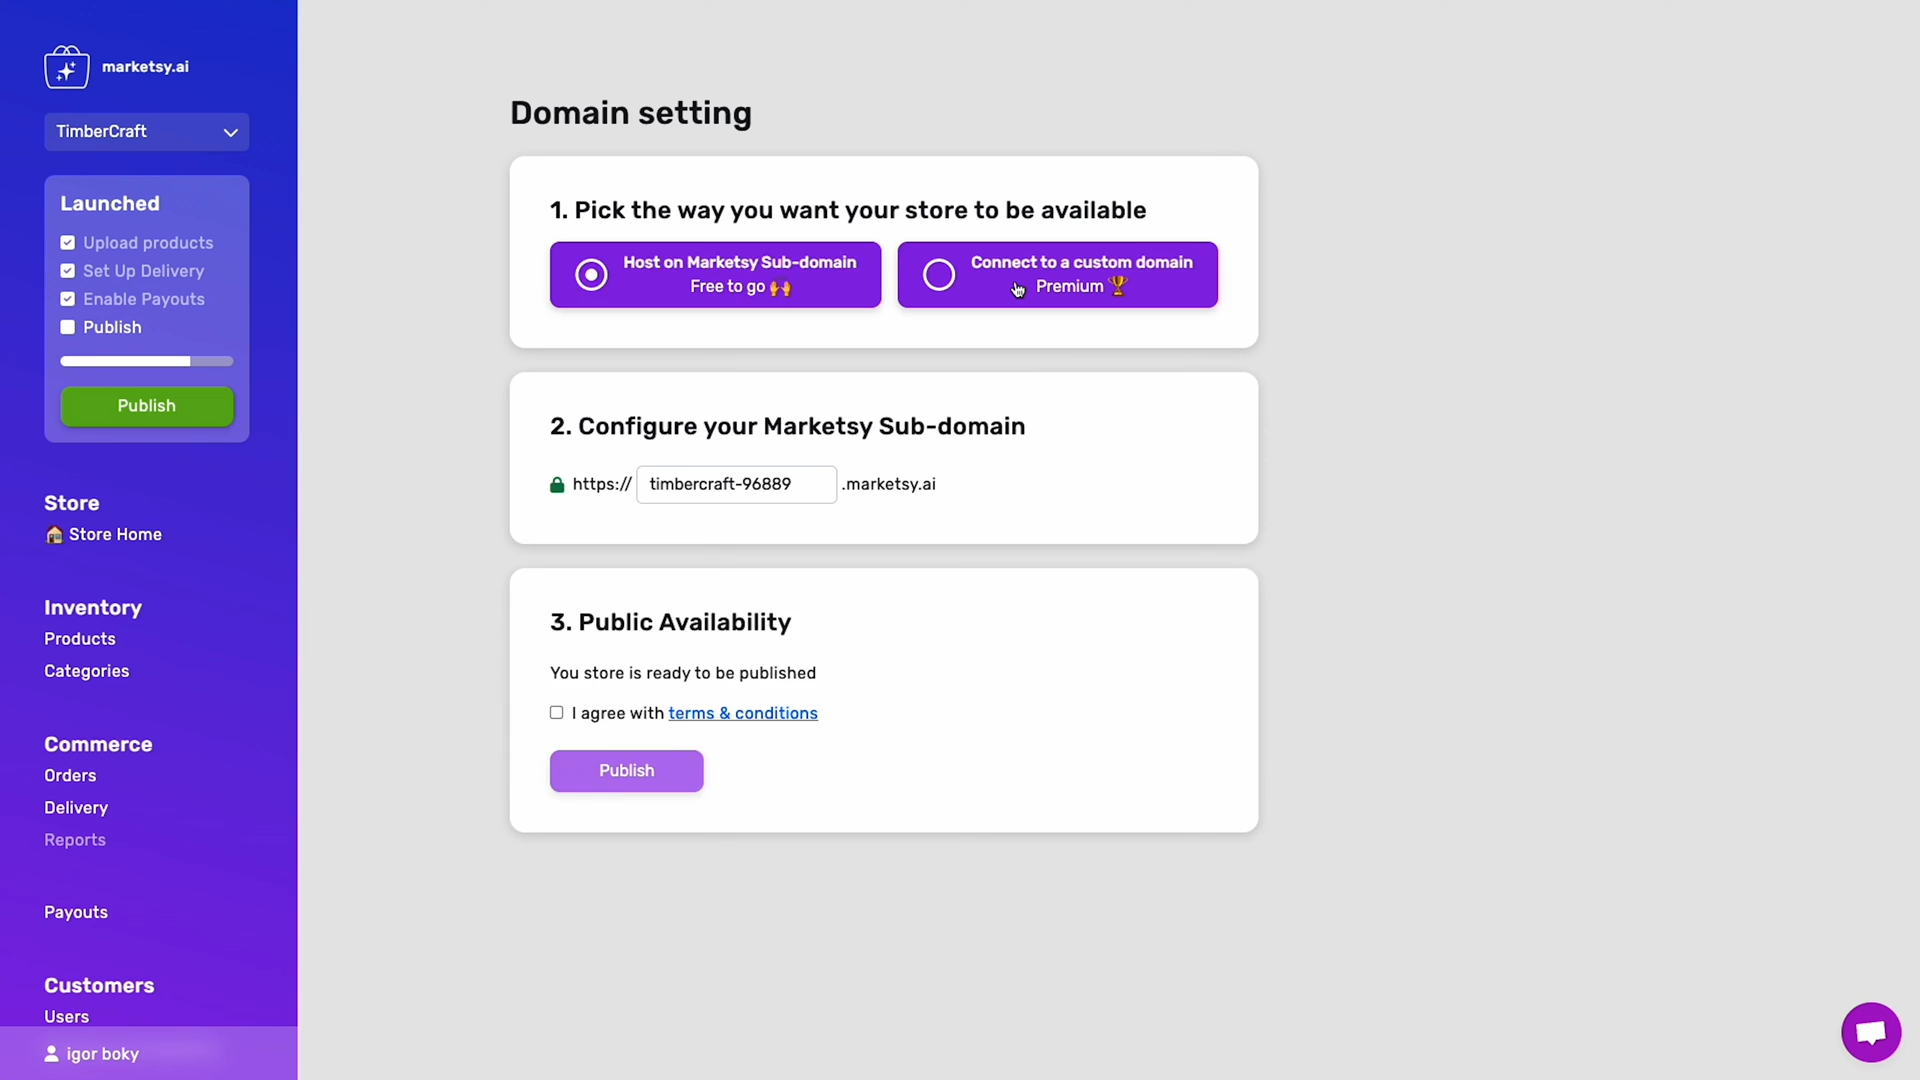 marketsy.ai
TimberCraft
Launched
Upload products
Set Up Delivery
Enable Payouts
Publish
Publish
Store
Store Home
Inventory
Products
Categories
Commerce
Orders
Delivery
Reports
Payouts
Customers
Users
igor boky
Domain setting
1. Pick the way you want your store to be available
Host on Marketsy Sub-domain
Free to go 🙌
Connect to a custom domain
Premium 🏆
2. Configure your Marketsy Sub-domain
https:// timbercraft-96889 .marketsy.ai
3. Public Availability
You store is ready to be published
I agree with terms & conditions
Publish